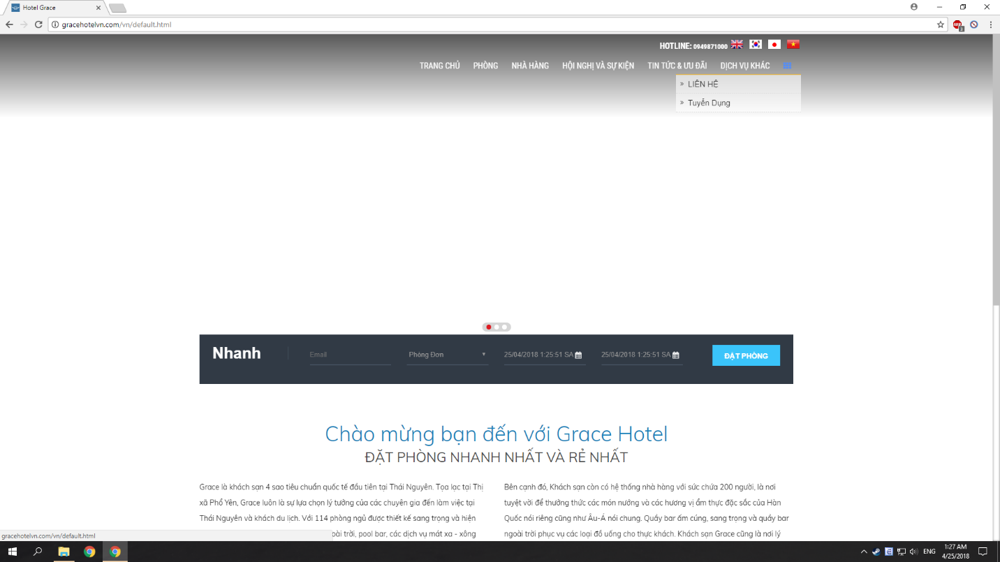 Hotel Grace
gracehotelvn.com/vn/default.html
ABP
3
HOTLINE: 0949871000
TRANG CHỦ PHÒNG NHÀ HÀNG HỘI NGHỊ VÀ SỰ KIỆN TIN TỨC & ƯU ĐÃI DỊCH VỤ KHÁC
» LIÊN HỆ
» Tuyển Dụng
Nhanh Email Phòng Đơn 25/04/2018 1:25:51 SA 25/04/2018 1:25:51 SA ĐẶT PHÒNG
Chào mừng bạn đến với Grace Hotel
ĐẶT PHÒNG NHANH NHẤT VÀ RẺ NHẤT
Grace là khách sạn 4 sao tiêu chuẩn quốc tế đầu tiên tại Thái Nguyên. Tọa lạc tại Thị
xã Phổ Yên, Grace luôn là sự lựa chọn lý tưởng của các chuyên gia đến làm việc tại
Thái Nguyên và khách du lịch. Với 114 phòng ngủ được thiết kế sang trọng và hiện
oài trời, pool bar, các dịch vụ mát xa - xông
Bên cạnh đó, Khách sạn còn có hệ thống nhà hàng với sức chứa 200 người, là nơi
tuyệt vời để thưởng thức các món nướng và các hương vị ẩm thực đặc sắc của Hàn
Quốc nói riêng cũng như Âu-Á nói chung. Quầy bar ấm cúng, sang trọng và quầy bar
ngoài trời phục vụ các loại đồ uống cho thực khách. Khách sạn Grace cũng là nơi lý
gracehotelvn.com/vn/default.html
ENG
1:27 AM
4/25/2018